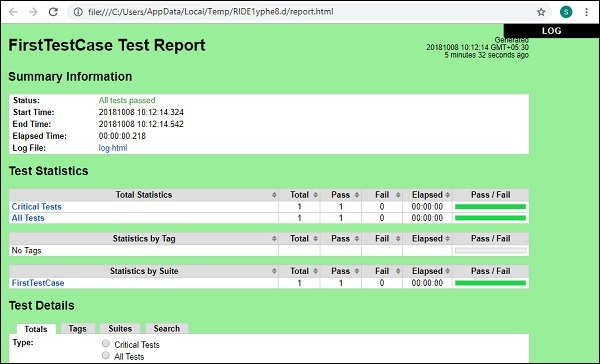 file:///C:/Users/AppData/Local/Temp/RIDE1yphe8.d/report.html
S
LOG
FirstTestCase Test Report
Generated
20181008 10:12:14 GMT+05:30
5 minutes 32 seconds ago
Summary Information
Status: All tests passed
Start Time: 20181008 10:12:14.324
End Time: 20181008 10:12:14.542
Elapsed Time: 00:00:00.218
Log File: log.html
Test Statistics
Total Statistics Total Pass Fail Elapsed Pass / Fail
Critical Tests 1 1 0 00:00:00
All Tests 1 1 0 00:00:00
Statistics by Tag Total Pass Fail Elapsed Pass / Fail
No Tags
Statistics by Suite Total Pass Fail Elapsed Pass / Fail
FirstTestCase 1 1 0 00:00:00
Test Details
Totals Tags Suites Search
Type: Critical Tests
All Tests